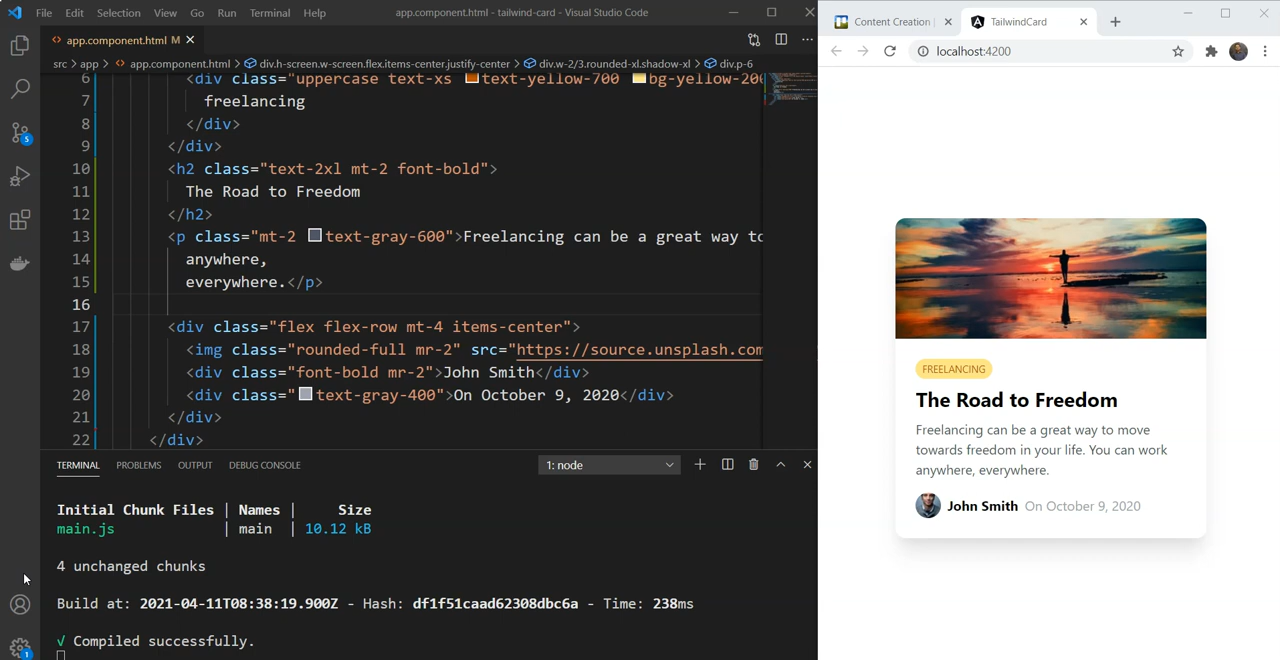 File Edit Selection View Go Run Terminal Help
app.component.html - tailwind-card - Visual Studio Code
<> app.component.html M ×
src > app > <> app.component.html > div.h-screen.w-screen.flex.items-center.justify-center > div.w-2/3.rounded-xl.shadow-xl > div.p-6
6 <div class="uppercase text-xs text-yellow-700 bg-yellow-200
7 freelancing
8 </div>
9 </div>
10 <h2 class="text-2xl mt-2 font-bold">
11 The Road to Freedom
12 </h2>
13 <p class="mt-2 text-gray-600">Freelancing can be a great way to
14 anywhere,
15 everywhere.</p>
16
17 <div class="flex flex-row mt-4 items-center">
18 <img class="rounded-full mr-2" src="https://source.unsplash.com
19 <div class="font-bold mr-2">John Smith</div>
20 <div class="text-gray-400">On October 9, 2020</div>
21 </div>
22 </div>
5
1
TERMINAL PROBLEMS OUTPUT DEBUG CONSOLE
1: node
Initial Chunk Files | Names | Size
main.js | main | 10.12 kB
4 unchanged chunks
Build at: 2021-04-11T08:38:19.900Z - Hash: df1f51caad62308dbc6a - Time: 238ms
√ Compiled successfully.
Content Creation
TailwindCard
localhost:4200
FREELANCING
The Road to Freedom
Freelancing can be a great way to move
towards freedom in your life. You can work
anywhere, everywhere.
John Smith On October 9, 2020